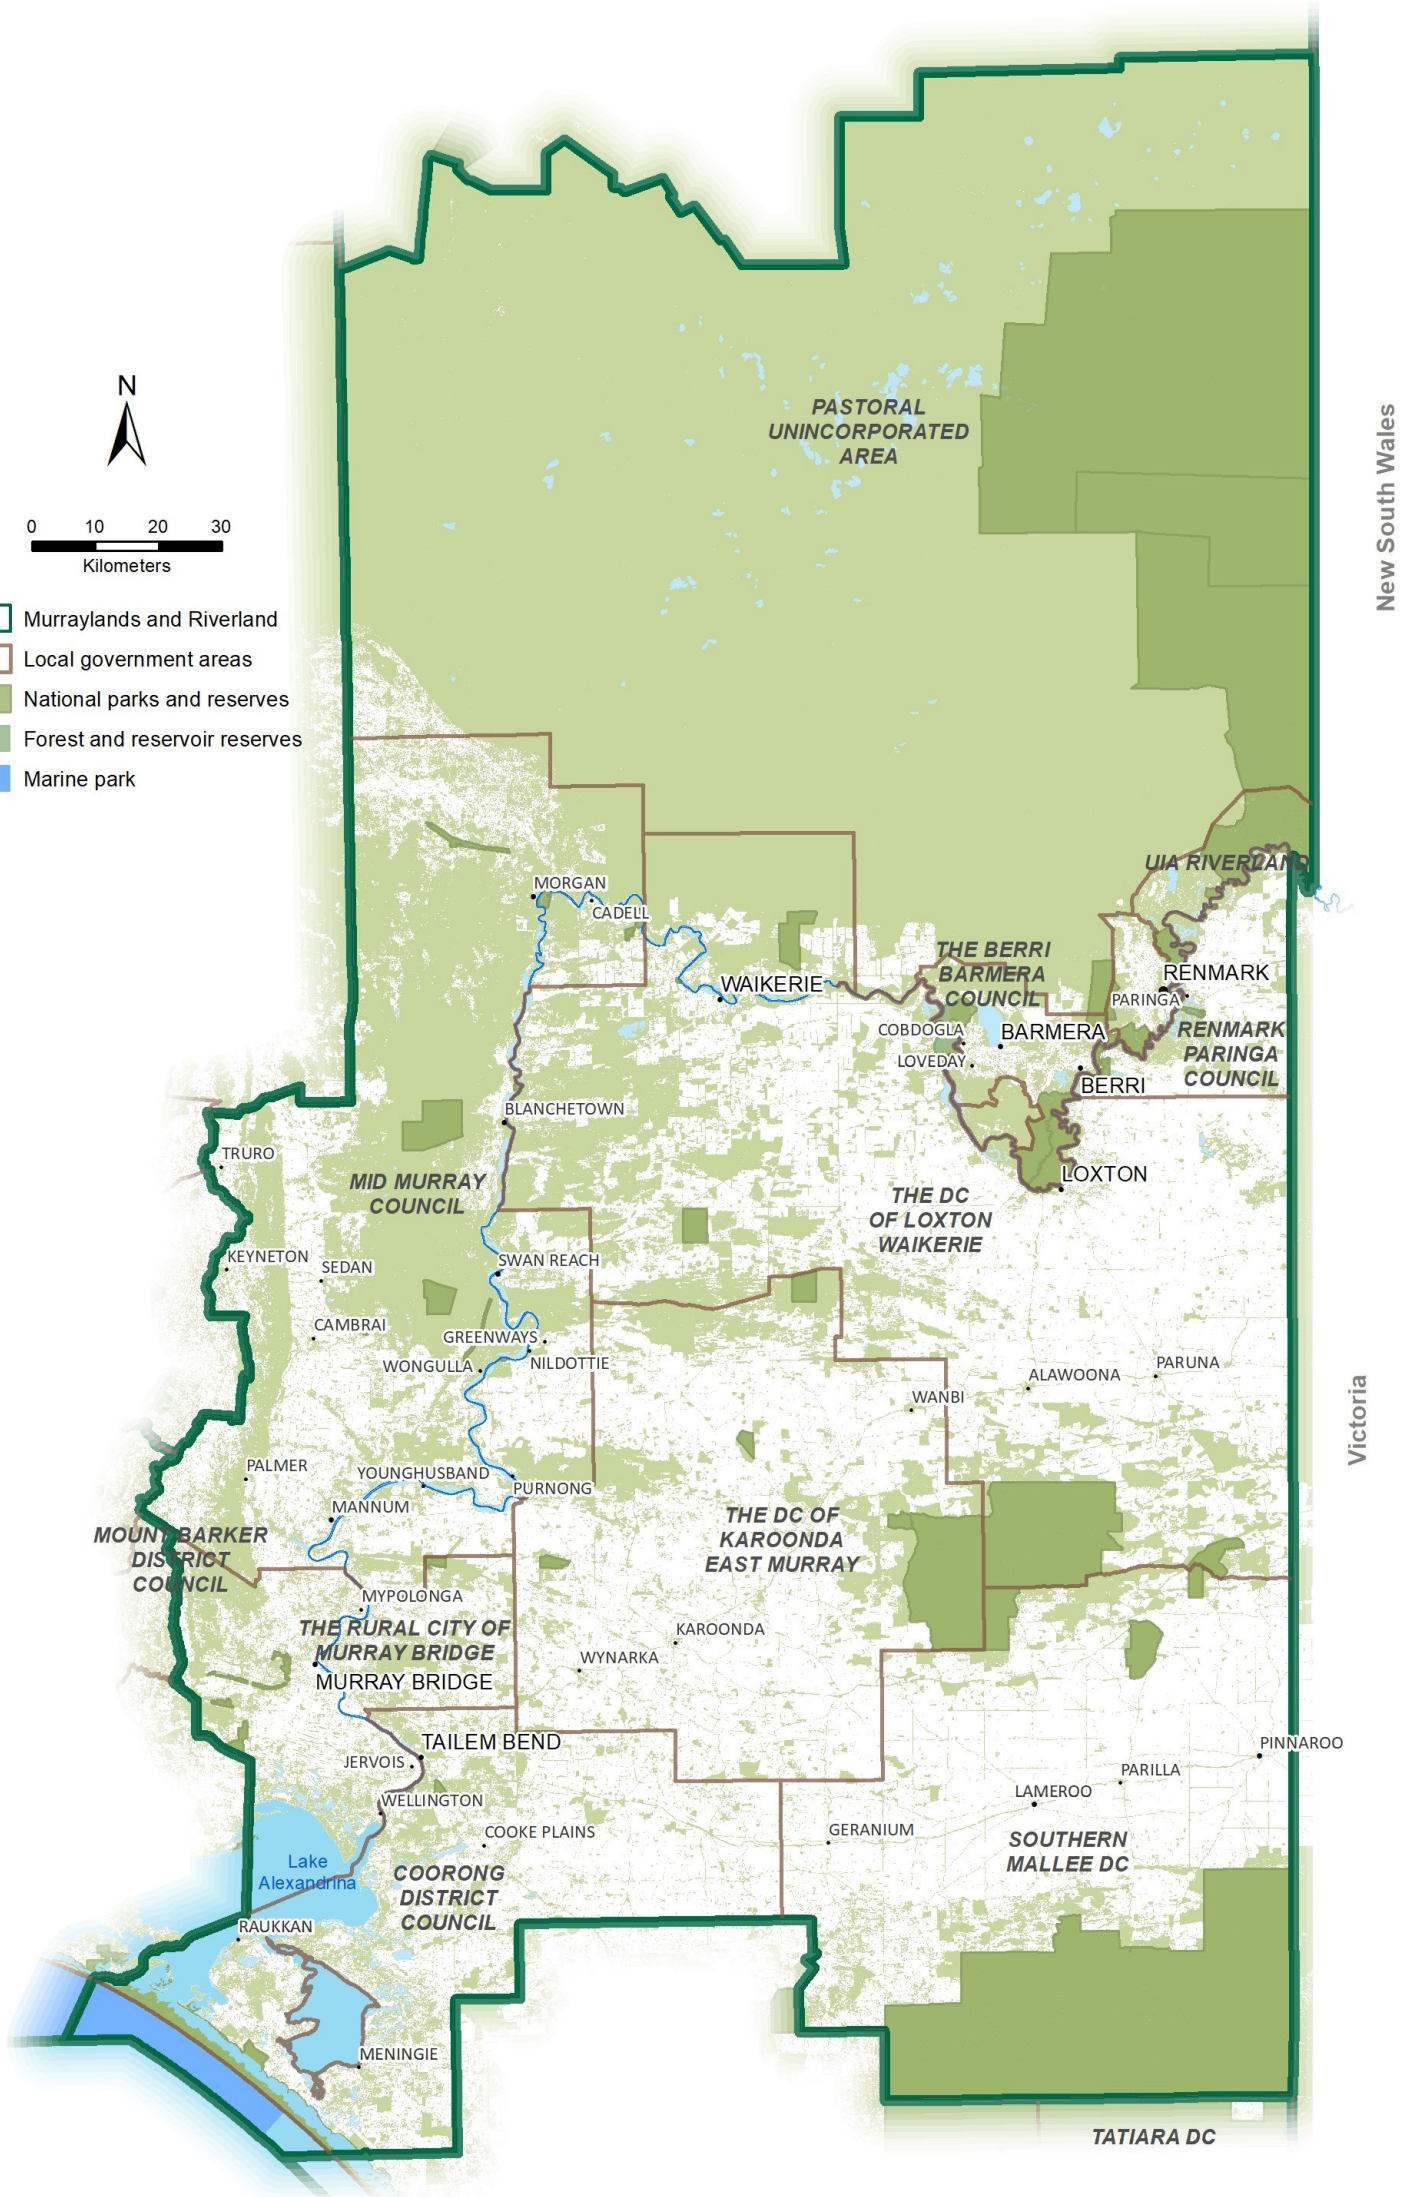 N
0 10 20 30
Kilometers
Murraylands and Riverland
Local government areas
National parks and reserves
Forest and reservoir reserves
Marine park
New South Wales
PASTORAL
UNINCORPORATED
AREA
MORGAN
CADELL
UIA RIVERLAND
WAIKERIE
THE BERRI
BARMERA
COUNCIL
RENMARK
PARINGA
COBDOGLA
BARMERA
LOVEDAY
RENMARK
PARINGA
COUNCIL
BERRI
BLANCHETOWN
TRURO
MID MURRAY
COUNCIL
LOXTON
THE DC
OF LOXTON
WAIKERIE
KEYNETON
SEDAN
SWAN REACH
CAMBRAI
GREENWAYS
WONGULLA
NILDOTTIE
ALAWOONA
PARUNA
WANBI
Victoria
PALMER
YOUNGHUSBAND
PURNONG
MANNUM
MOUNT BARKER
DISTRICT
COUNCIL
THE DC OF
KAROONDA
EAST MURRAY
MYPOLONGA
THE RURAL CITY OF
MURRAY BRIDGE
MURRAY BRIDGE
KAROONDA
WYNARKA
TAILEM BEND
JERVOIS
PINNAROO
PARILLA
LAMEROO
WELLINGTON
COOKE PLAINS
GERANIUM
SOUTHERN
MALLEE DC
Lake
Alexandrina
COORONG
DISTRICT
COUNCIL
RAUKKAN
MENINGIE
TATIARA DC